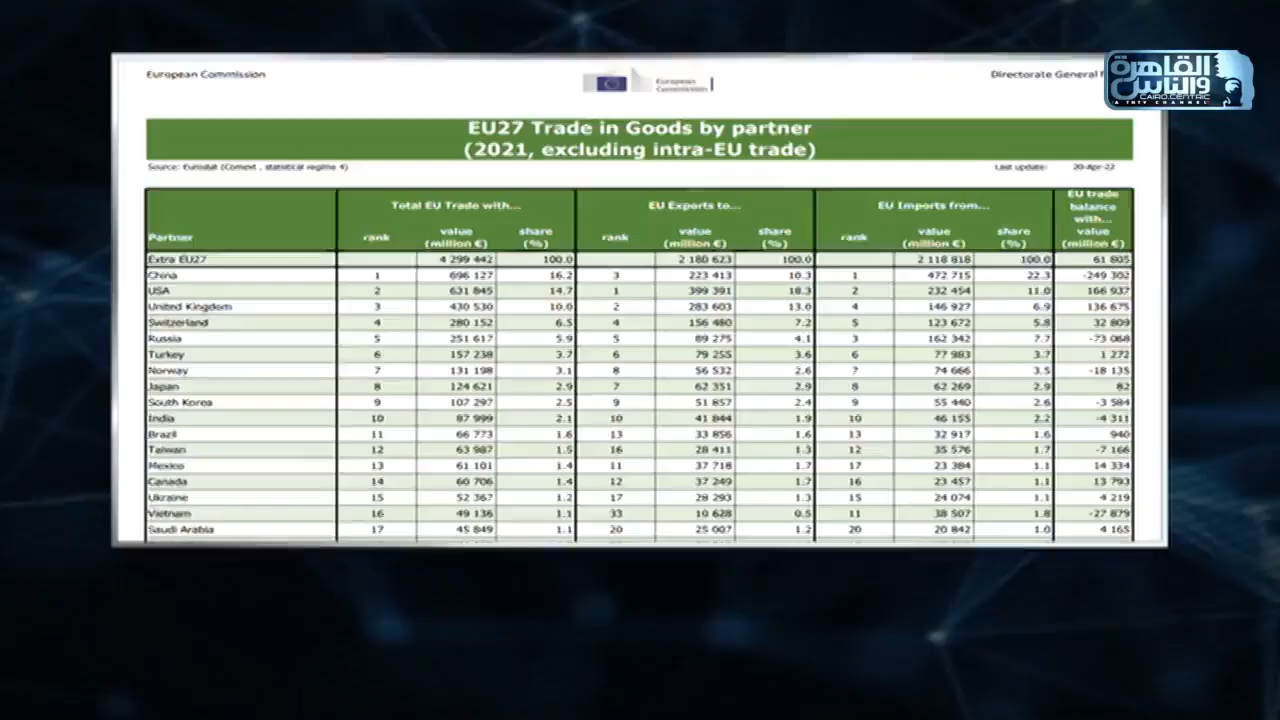 European Commission
European
Commission
Directorate General
القاهرة
والناس
CAIRO.CENTRIC
A TNTV CHANNEL
EU27 Trade in Goods by partner
(2021, excluding intra-EU trade)
Source: Eurostat (Comext , statistical regime 4) Last update: 20-Apr-22
Partner Total EU Trade with... EU Exports to... EU Imports from... EU trade balance with...
rank value (million €) share (%) rank value (million €) share (%) rank value (million €) share (%) value (million €)
Extra EU27 4 299 442 100.0 2 180 623 100.0 2 118 818 100.0 61 805
China 1 696 127 16.2 3 223 413 10.3 1 472 715 22.3 -249 302
USA 2 631 845 14.7 1 399 391 18.3 2 232 454 11.0 166 937
United Kingdom 3 430 530 10.0 2 283 603 13.0 4 146 927 6.9 136 675
Switzerland 4 280 152 6.5 4 156 480 7.2 5 123 672 5.8 32 809
Russia 5 251 617 5.9 5 89 275 4.1 3 162 342 7.7 -73 068
Turkey 6 157 238 3.7 6 79 255 3.6 6 77 983 3.7 1 272
Norway 7 131 198 3.1 8 56 532 2.6 7 74 666 3.5 -18 135
Japan 8 124 621 2.9 7 62 351 2.9 8 62 269 2.9 82
South Korea 9 107 297 2.5 9 51 857 2.4 9 55 440 2.6 -3 584
India 10 87 999 2.1 10 41 844 1.9 10 46 155 2.2 -4 311
Brazil 11 66 773 1.6 13 33 856 1.6 13 32 917 1.6 940
Taiwan 12 63 987 1.5 16 28 411 1.3 12 35 576 1.7 -7 166
Mexico 13 61 101 1.4 11 37 718 1.7 17 23 384 1.1 14 334
Canada 14 60 706 1.4 12 37 249 1.7 16 23 457 1.1 13 793
Ukraine 15 52 367 1.2 17 28 293 1.3 15 24 074 1.1 4 219
Vietnam 16 49 136 1.1 33 10 628 0.5 11 38 507 1.8 -27 879
Saudi Arabia 17 45 849 1.1 20 25 007 1.2 20 20 842 1.0 4 165